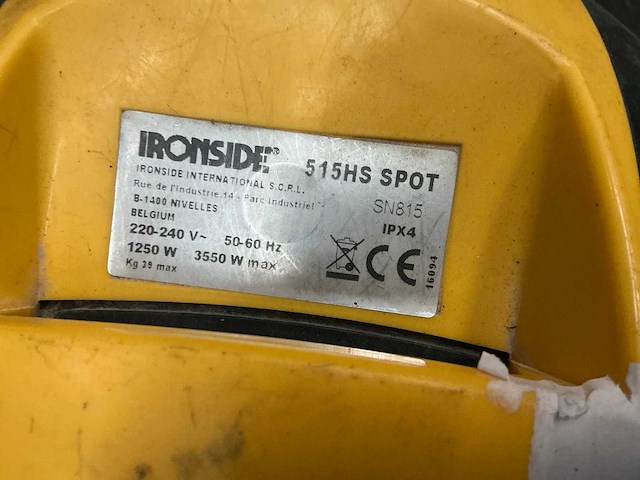 IRONSIDE® 515HS SPOT
IRONSIDE INTERNATIONAL S.C.R.L.
Rue de l'Industrie 14 - Parc Industriel
SN815
B-1400 NIVELLES
BELGIUM
IPX4
220-240 V~ 50-60 Hz
1250 W 3550 W max
CE
Kg 39 max
16094